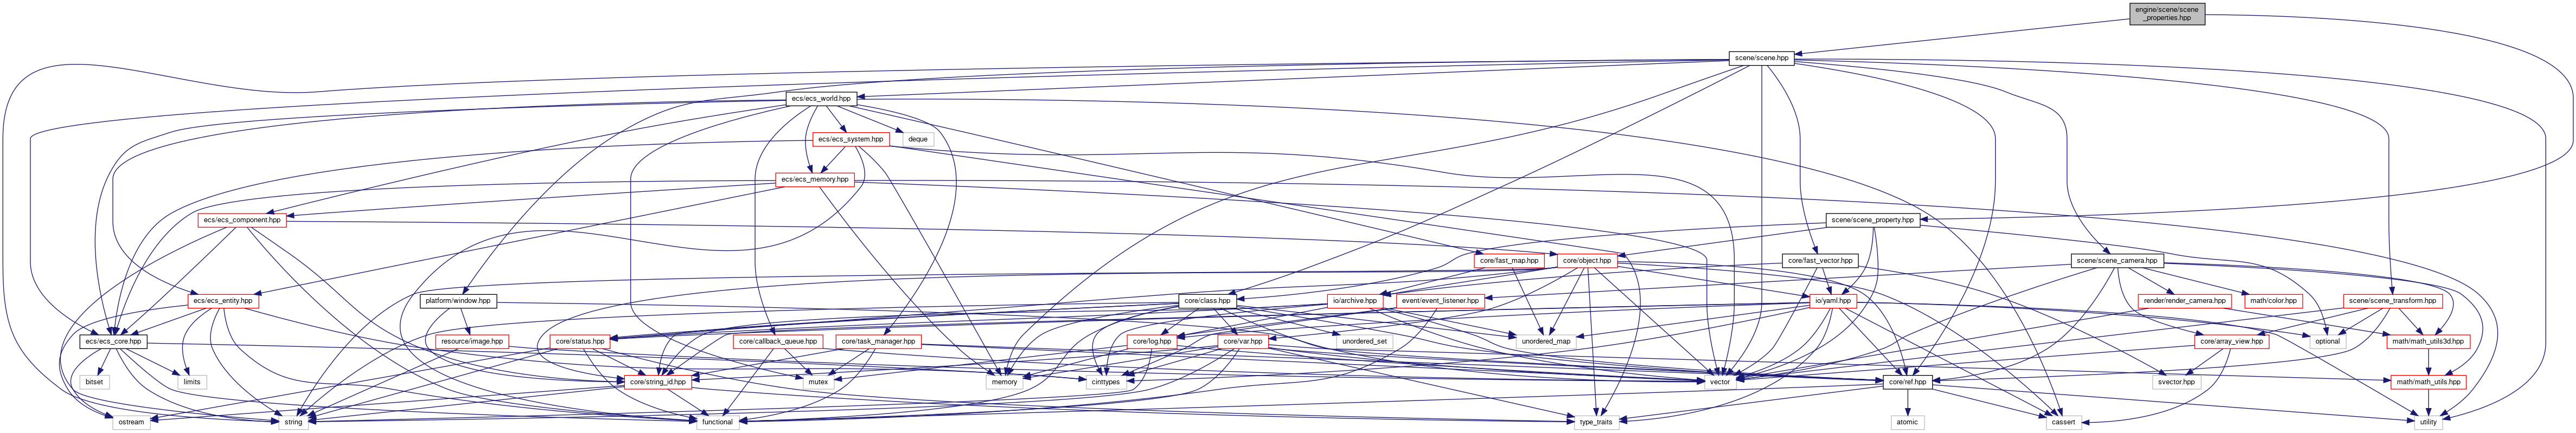 engine/scene/scene
_properties.hpp
scene/scene.hpp
ecs/ecs_world.hpp
ecs/ecs_system.hpp
deque
ecs/ecs_memory.hpp
ecs/ecs_component.hpp
scene/scene_property.hpp
core/fast_map.hpp
core/object.hpp
core/fast_vector.hpp
scene/scene_camera.hpp
ecs/ecs_entity.hpp
platform/window.hpp
core/class.hpp
io/archive.hpp
event/event_listener.hpp
io/yaml.hpp
render/render_camera.hpp
math/color.hpp
scene/scene_transform.hpp
ecs/ecs_core.hpp
resource/image.hpp
core/status.hpp
core/callback_queue.hpp
core/task_manager.hpp
core/log.hpp
core/var.hpp
unordered_set
unordered_map
core/array_view.hpp
optional
math/math_utils3d.hpp
bitset
limits
core/string_id.hpp
mutex
memory
cinttypes
vector
core/ref.hpp
svector.hpp
math/math_utils.hpp
ostream
string
functional
type_traits
atomic
cassert
utility